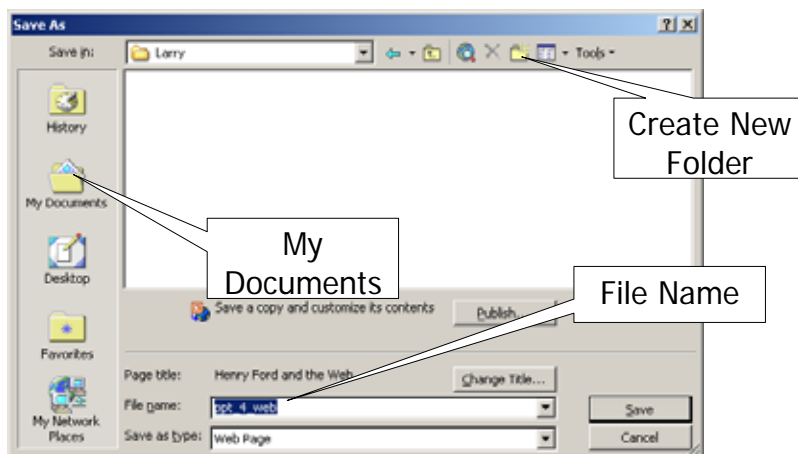 Save As
Save in:
Larry
Tools
Create New
Folder
History
My Documents
My
Documents
Desktop
Save a copy and customize its contents
Publish...
File Name
Favorites
Page title:
Henry Ford and the Web
Change Title...
File name:
ppt_4_web
Save
My Network
Places
Save as type:
Web Page
Cancel